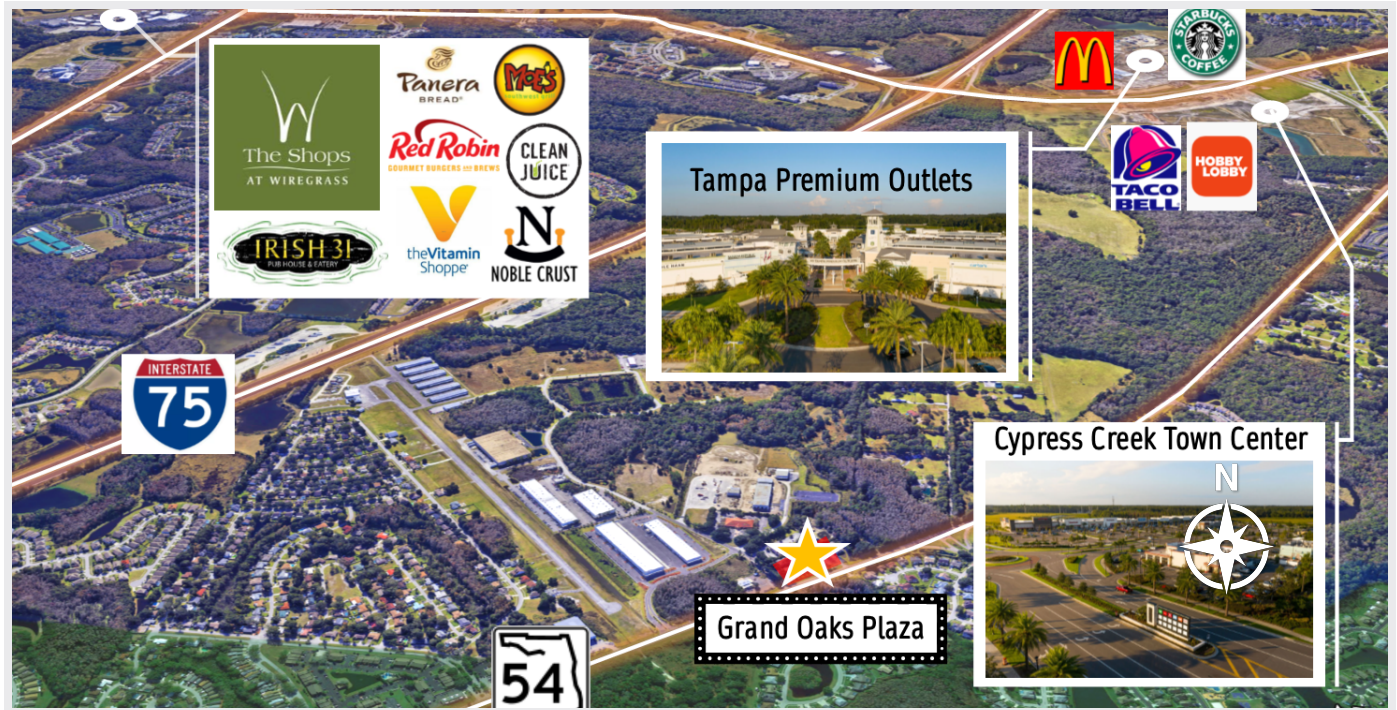 The Shops
AT WIREGRASS
Panera
BREAD®
MOE'S
southwest
Red Robin
GOURMET BURGERS AND BREWS
CLEAN
JUICE
IRISH 31
PUB HOUSE & EATERY
theVitamin
Shoppe
N
NOBLE CRUST
STARBUCKS
COFFEE
TACO
BELL
HOBBY
LOBBY
Tampa Premium Outlets
INTERSTATE
75
Cypress Creek Town Center
N
Grand Oaks Plaza
54